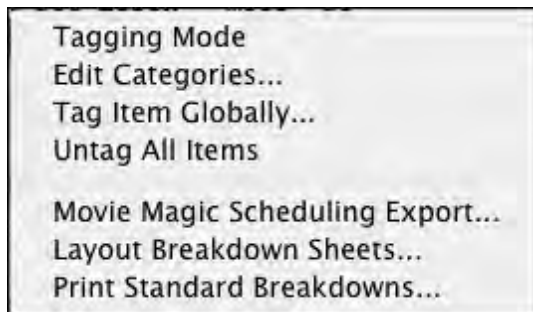 Tagging Mode
Edit Categories...
Tag Item Globally...
Untag All Items
Movie Magic Scheduling Export...
Layout Breakdown Sheets...
Print Standard Breakdowns...